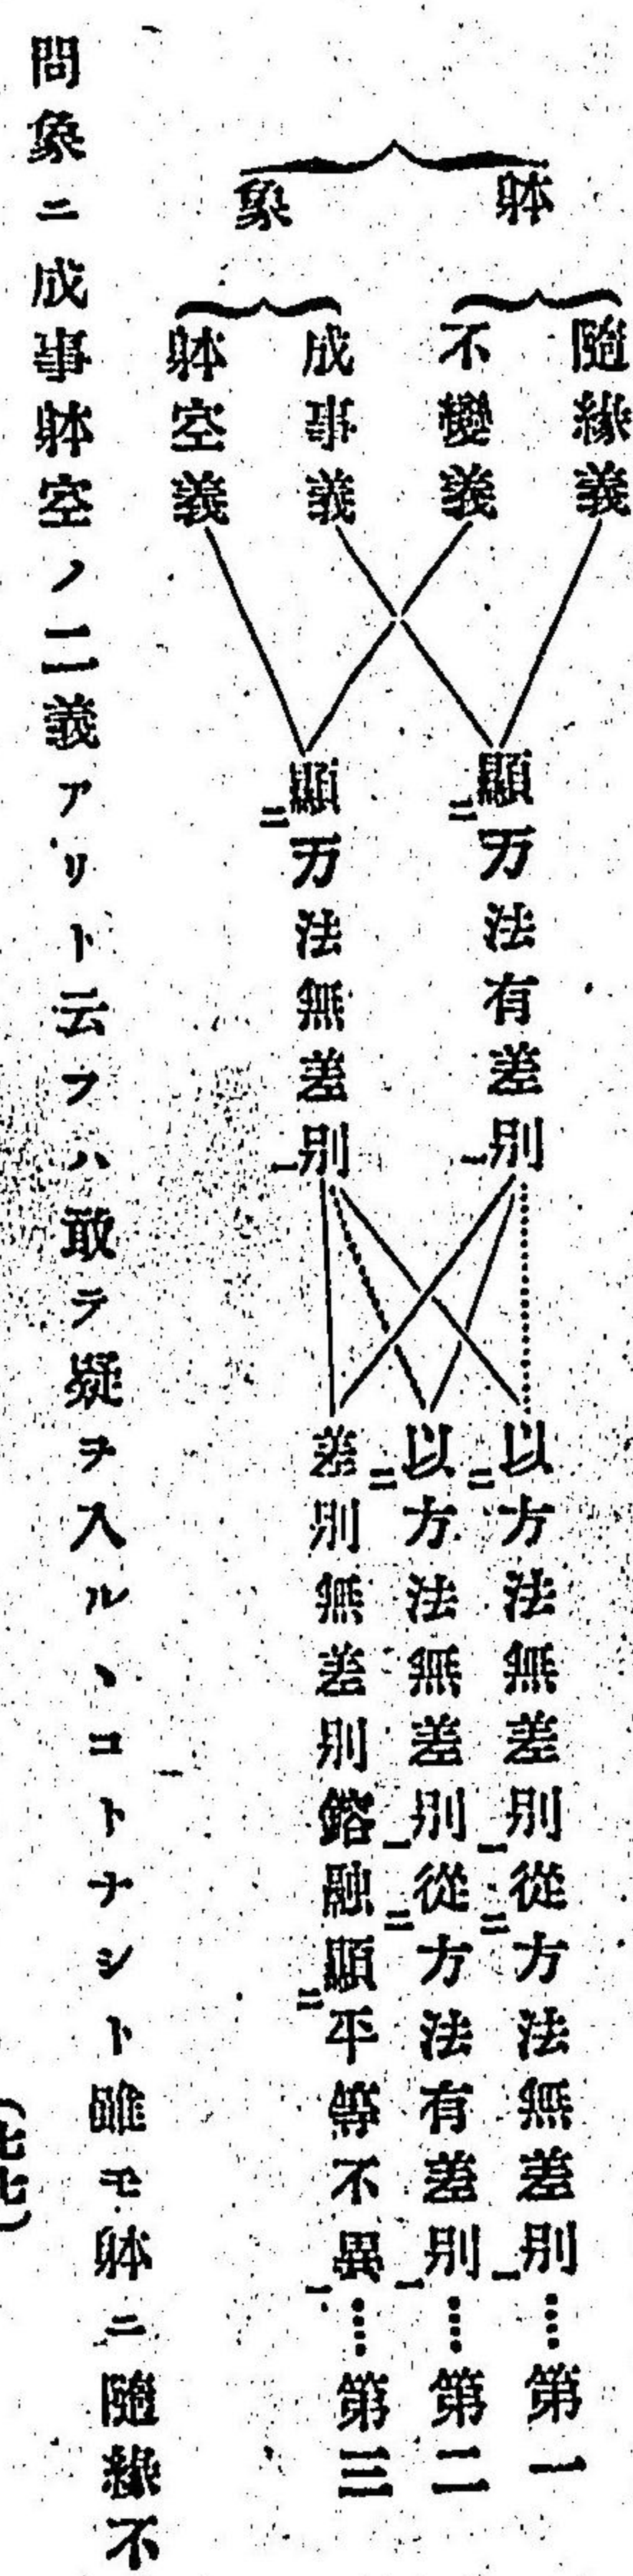 躰
象
隨緣義
不變義
成事義
躰空義
顯㆓万法有差別㆒
顯㆓万法無差別㆒
以㆓方法無差別㆒從㆓方法無差別㆒……第一
以㆓方法無差別㆒從㆓方法有差別㆒……第二
差別無差別鎔融顯㆓平等不異㆒……第三
問象ニ成事躰空ノ二義アリト云フハ敢テ疑ヲ入ルヽコトナシト雖モ躰ニ隨緣不
(七七)